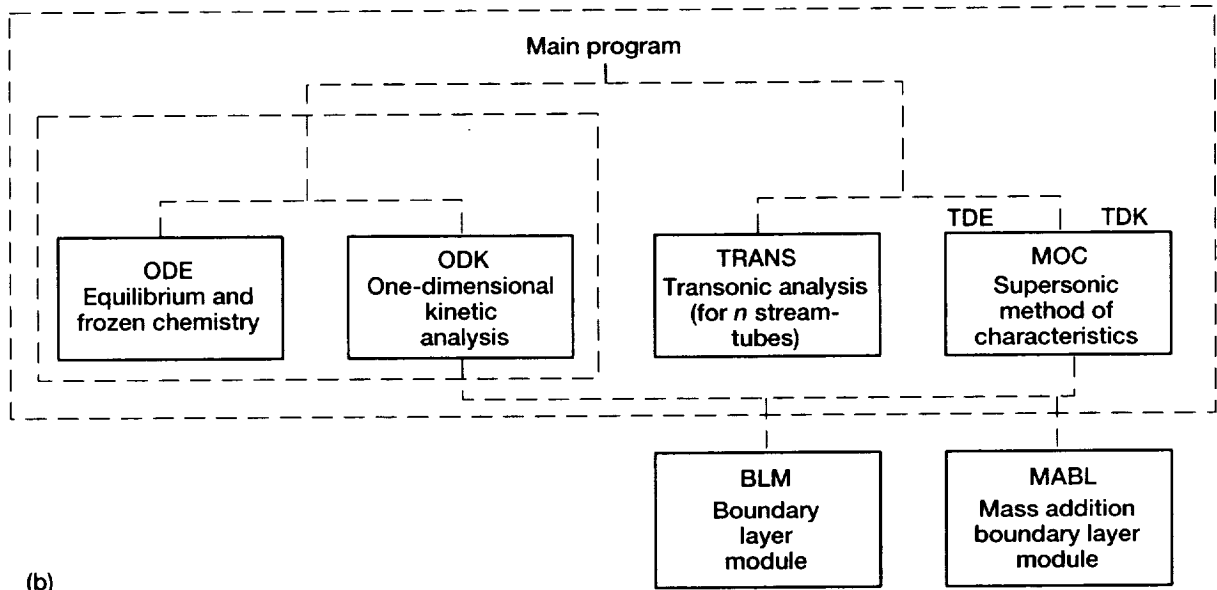 Main program
TDE TDK
ODE
Equilibrium and
frozen chemistry
ODK
One-dimensional
kinetic
analysis
TRANS
Transonic analysis
(for n stream-
tubes)
MOC
Supersonic
method of
characteristics
BLM
Boundary
layer
module
MABL
Mass addition
boundary layer
module
(b)